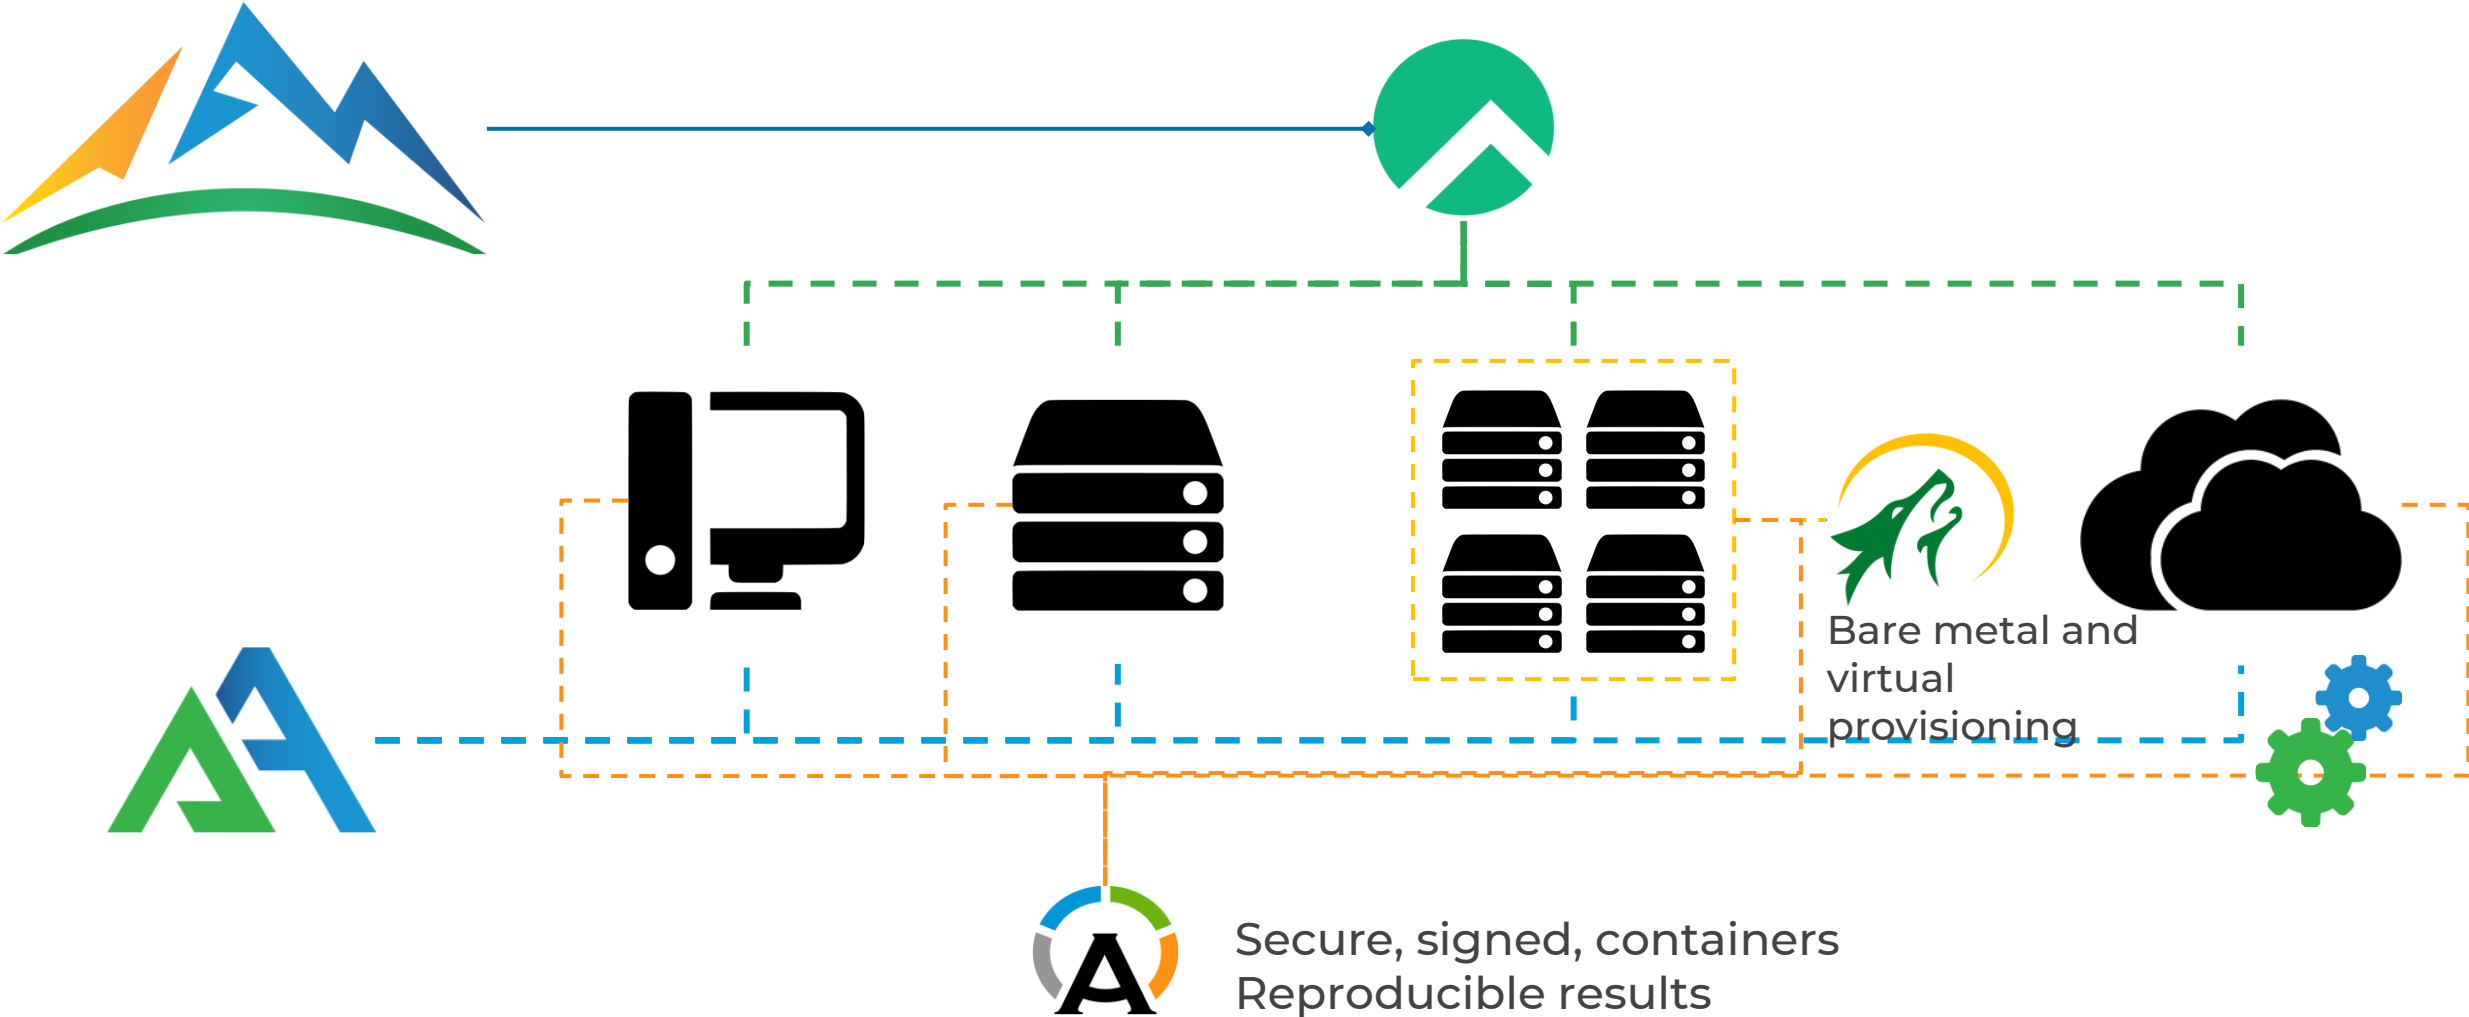 Bare metal and
virtual
provisioning
Secure, signed, containers
Reproducible results